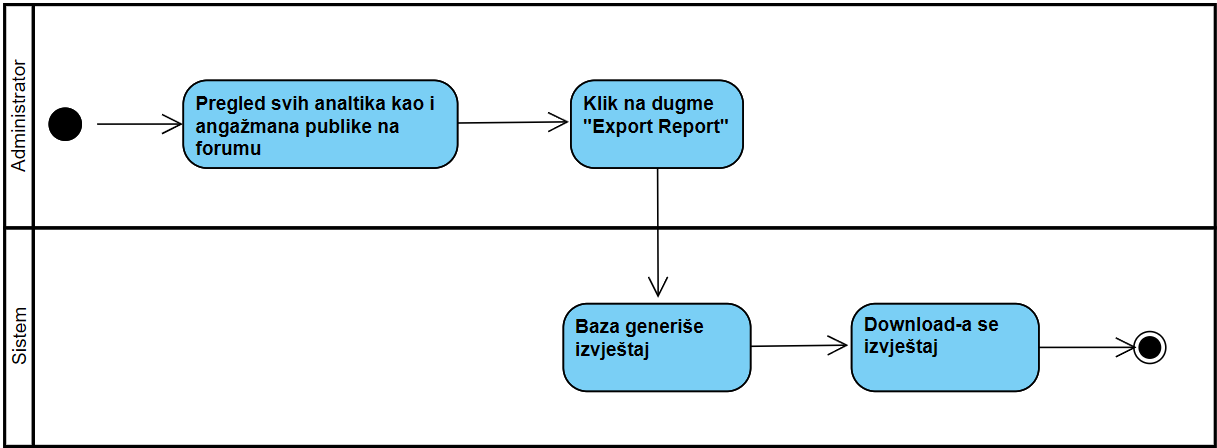 Administrator
Pregled svih analtika kao i
angažmana publike na
forumu
Klik na dugme
"Export Report"
Sistem
Baza generiše
izvještaj
Download-a se
izvještaj